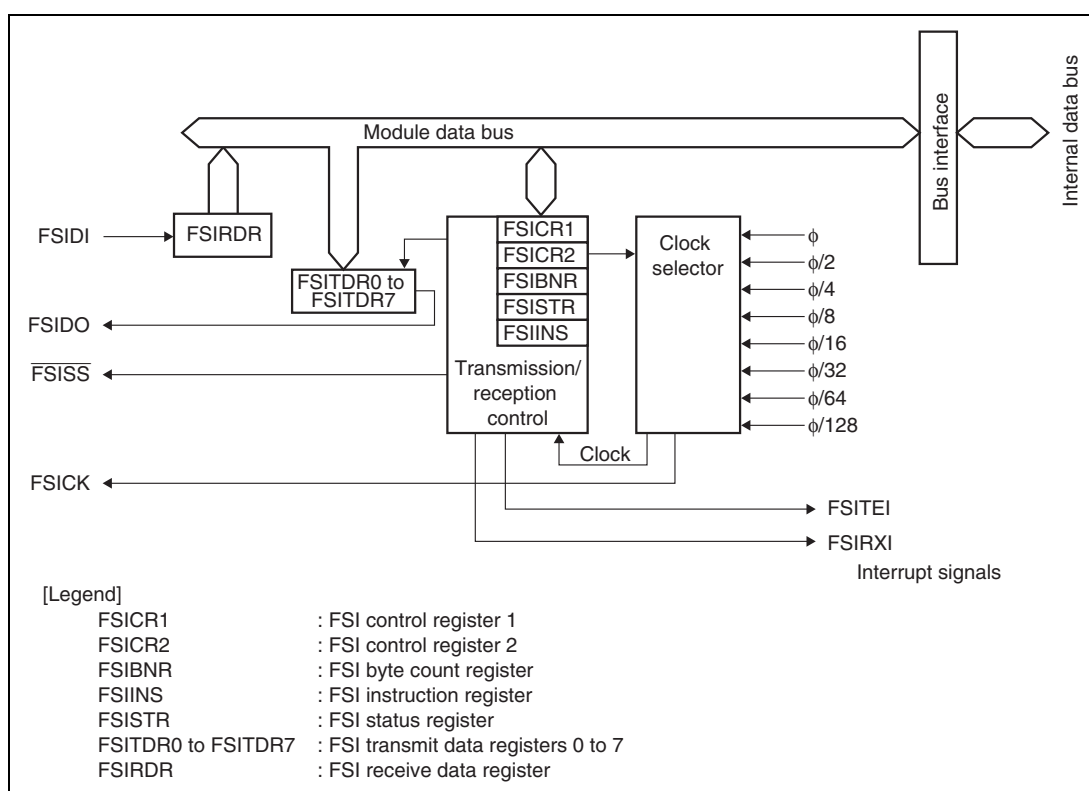 Internal data bus
Bus interface
Module data bus
FSIDI
FSIRDR
FSITDR0 to
FSITDR7
FSICR1
FSICR2
FSIBNR
FSISTR
FSIINS
Transmission/
reception
control
Clock
selector
ϕ
ϕ/2
ϕ/4
ϕ/8
ϕ/16
ϕ/32
ϕ/64
ϕ/128
FSIDO
FSISS
Clock
FSICK
FSITEI
FSIRXI
Interrupt signals
[Legend]
FSICR1 : FSI control register 1
FSICR2 : FSI control register 2
FSIBNR : FSI byte count register
FSIINS : FSI instruction register
FSISTR : FSI status register
FSITDR0 to FSITDR7 : FSI transmit data registers 0 to 7
FSIRDR : FSI receive data register